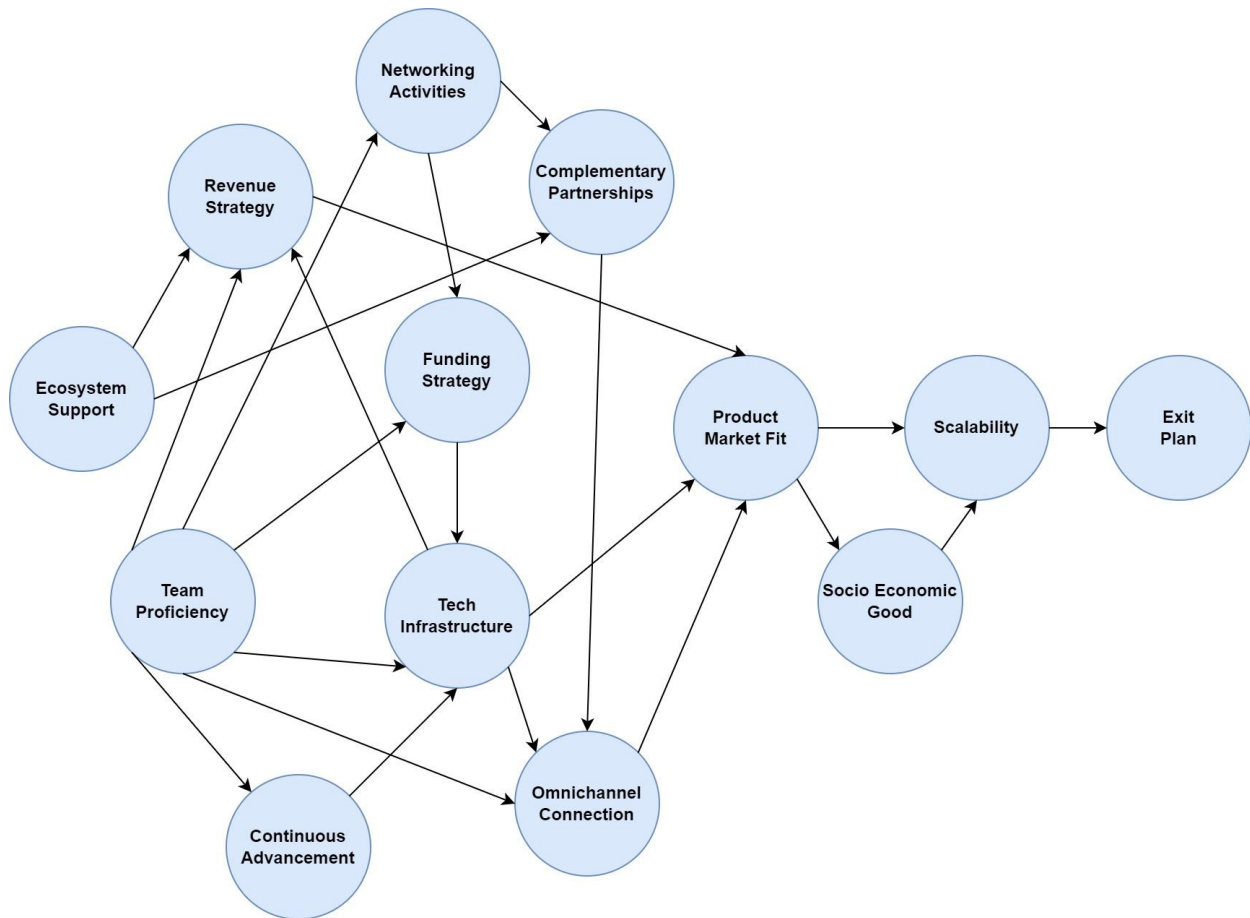 Networking
Activities
Complementary
Partnerships
Revenue
Strategy
Ecosystem
Support
Funding
Strategy
Product
Market Fit
Scalability
Exit
Plan
Team
Proficiency
Tech
Infrastructure
Socio Economic
Good
Omnichannel
Connection
Continuous
Advancement